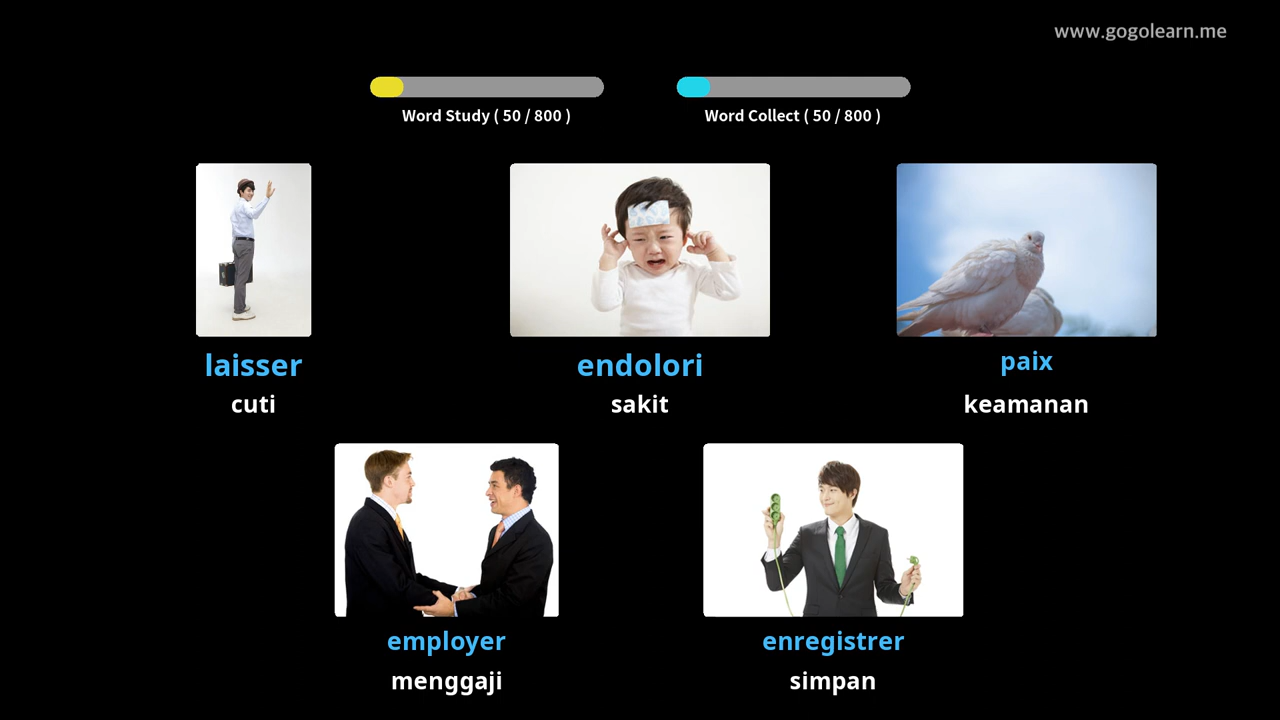 www.gogolearn.me
Word Study ( 50 / 800 )
Word Collect ( 50 / 800 )
laisser
cuti
endolori
sakit
paix
keamanan
employer
menggaji
enregistrer
simpan